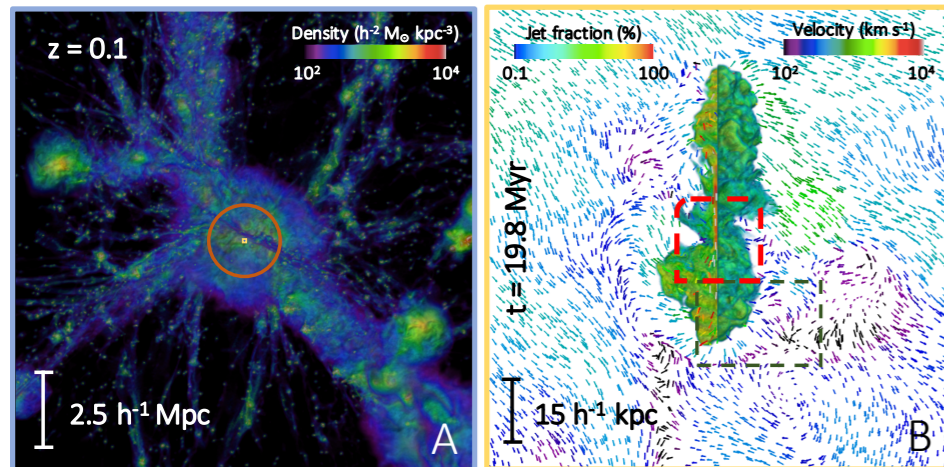 z = 0.1
Density (h⁻² M☉ kpc⁻³)
10² 10⁴
2.5 h⁻¹ Mpc
A
Jet fraction (%)
0.1 100
Velocity (km s⁻¹)
10² 10⁴
t = 19.8 Myr
15 h⁻¹ kpc
B